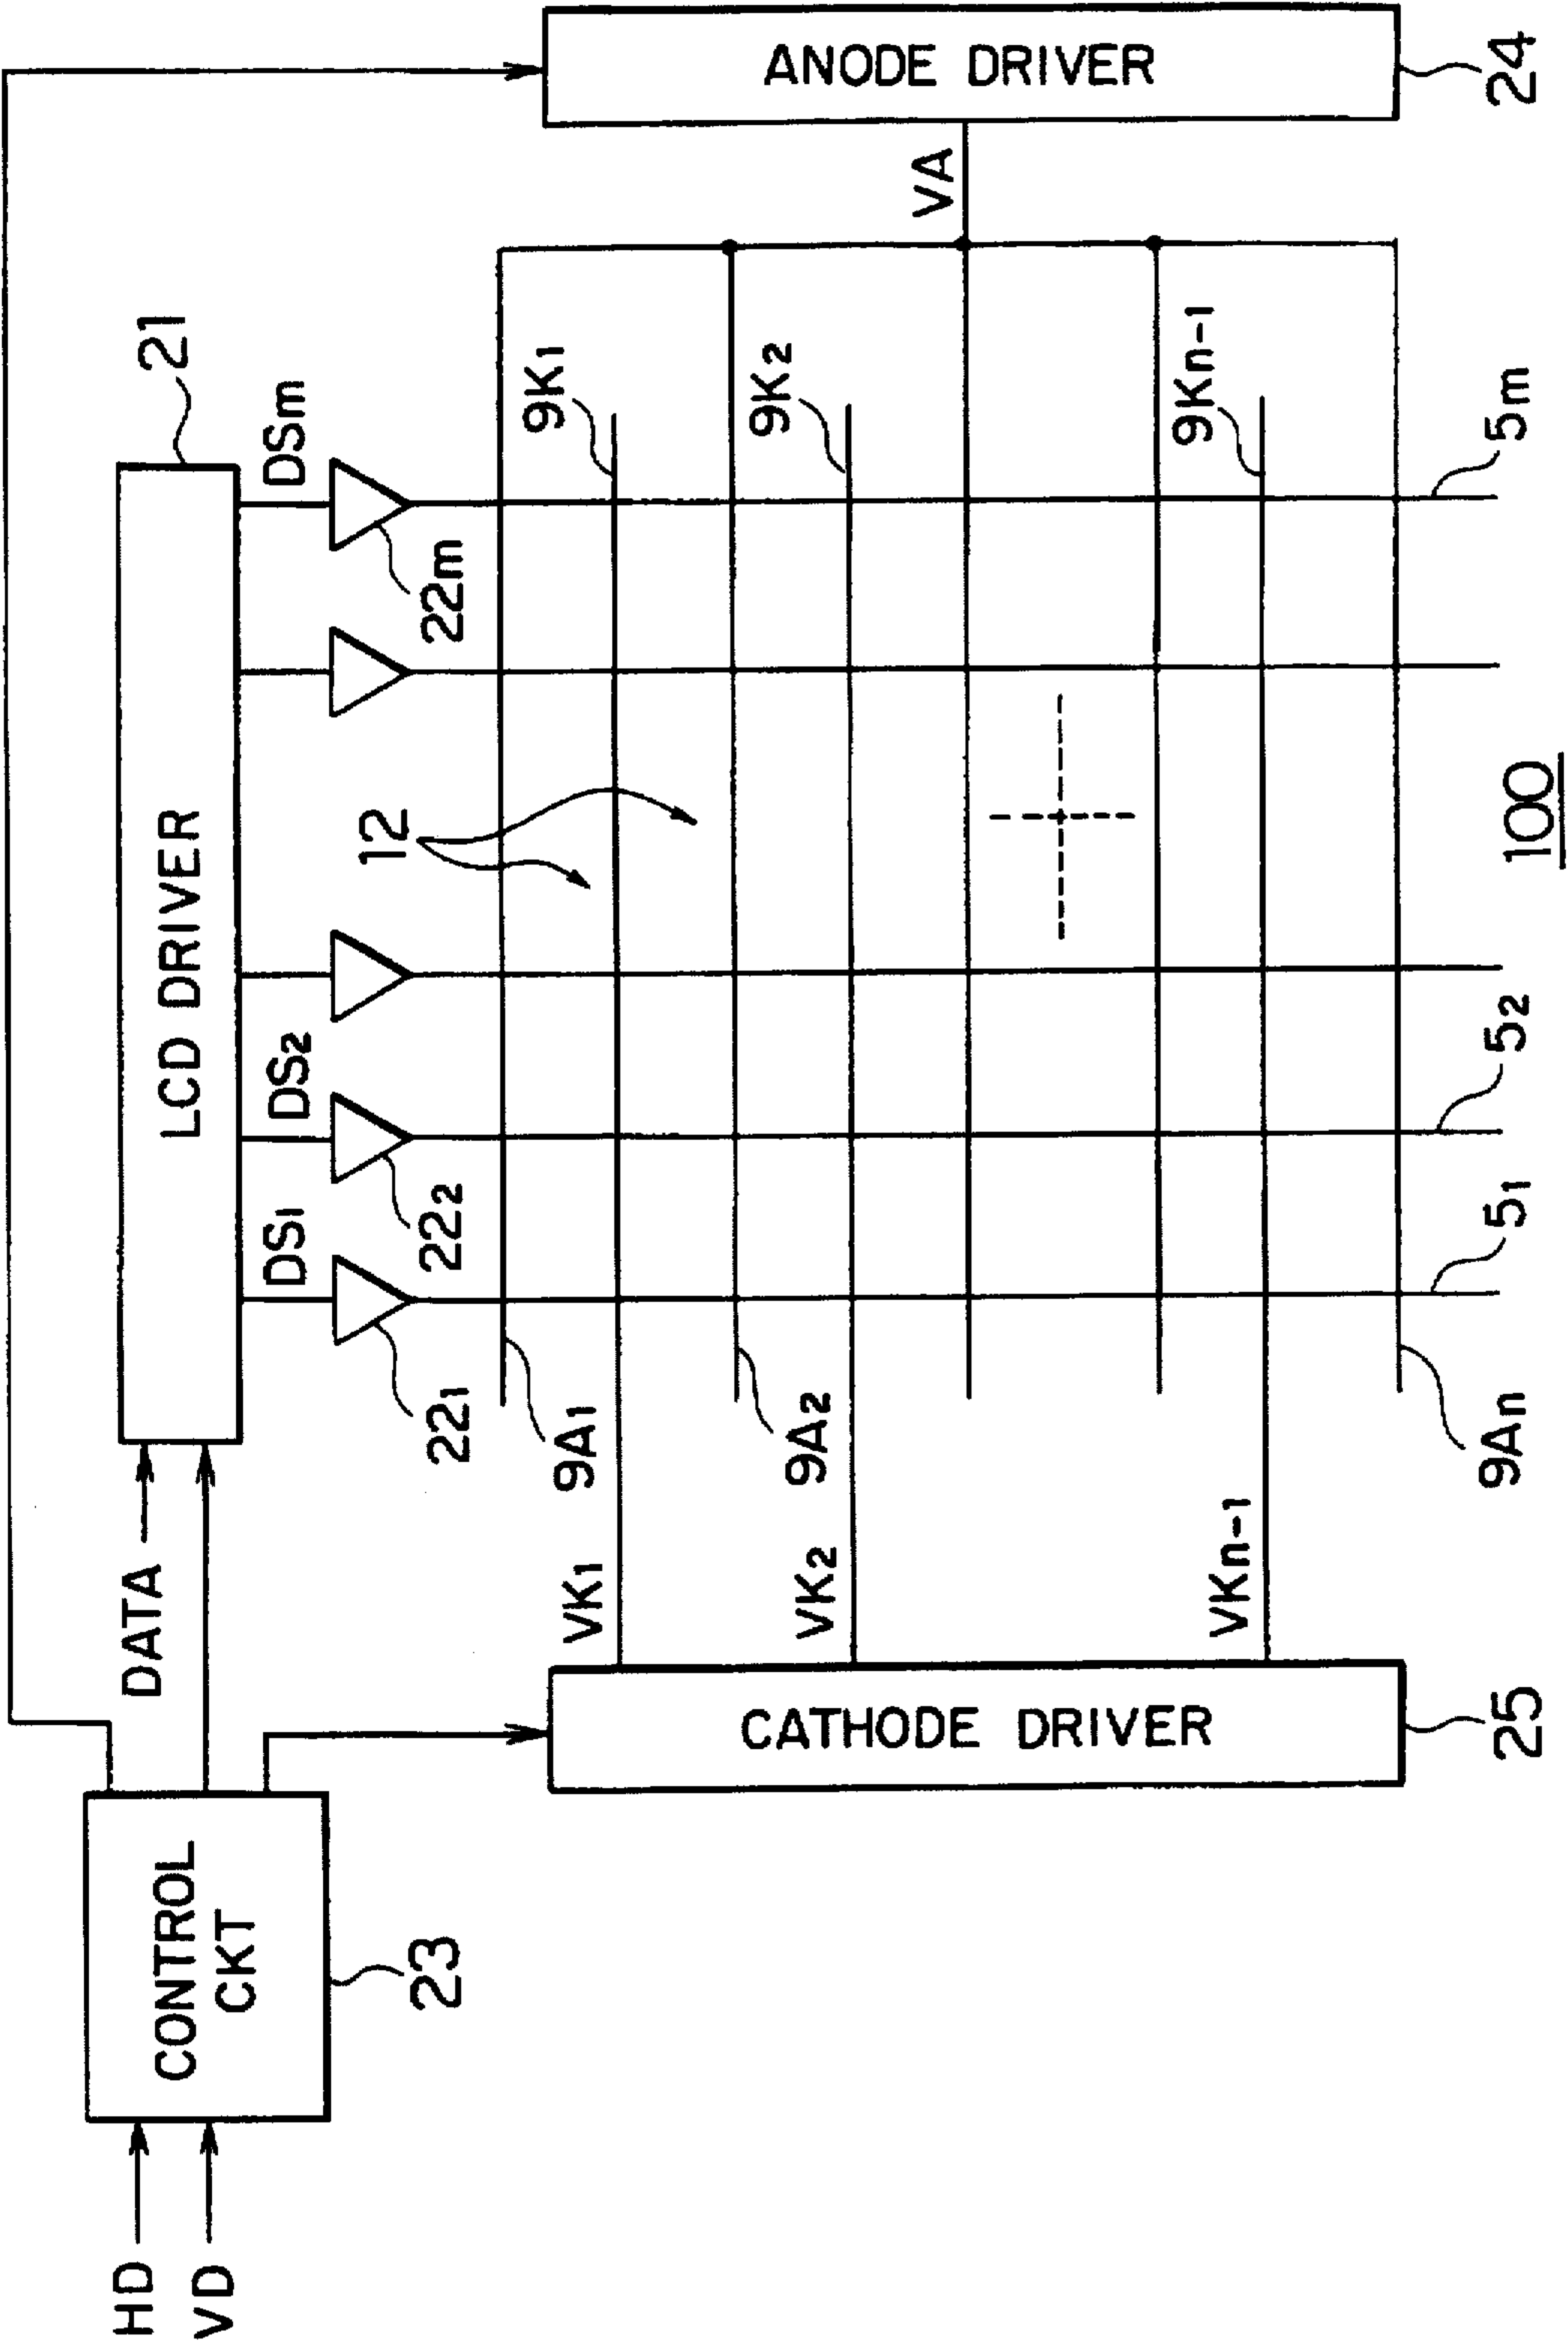 HD
VD
CONTROL
CKT
23
DATA
LCD DRIVER
21
DS1
DS2
DSm
221
222
22m
12
ANODE DRIVER
24
VA
CATHODE DRIVER
25
VK1
VK2
VKn-1
9A1
9A2
9An
9K1
9K2
9Kn-1
51
52
5m
100